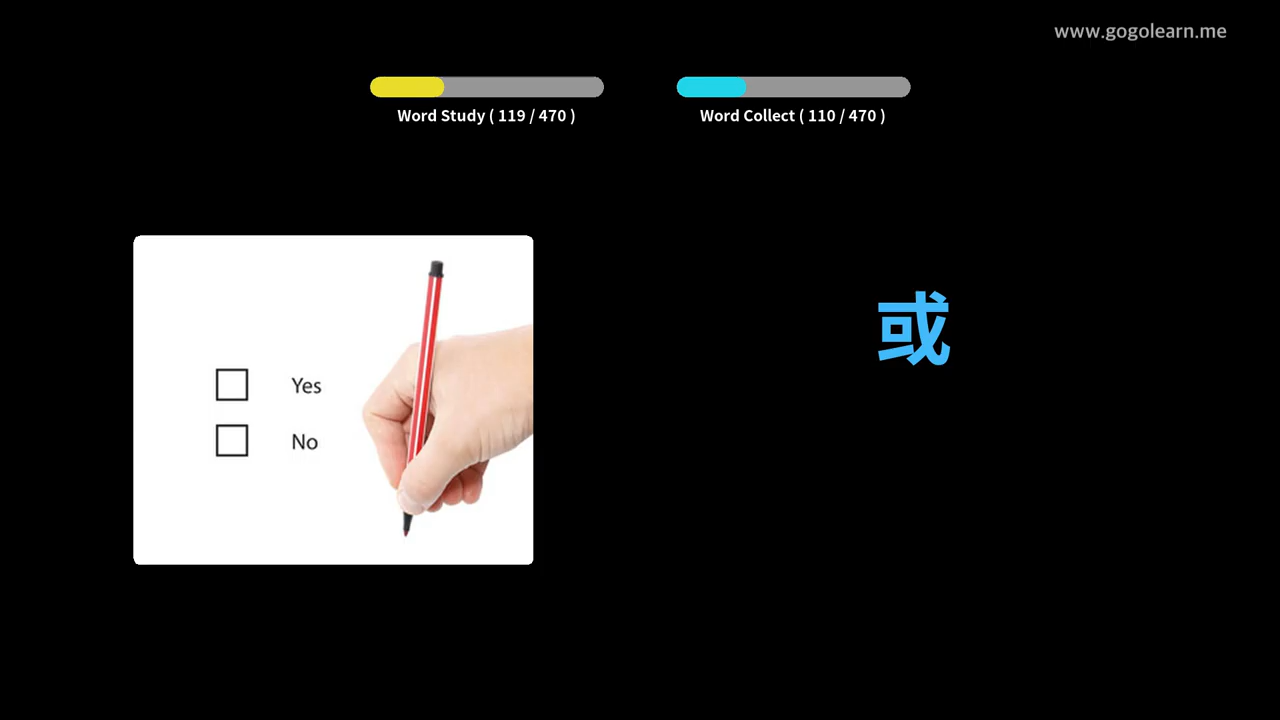 www.gogolearn.me
Word Study ( 119 / 470 )
Word Collect ( 110 / 470 )
Yes
No
或